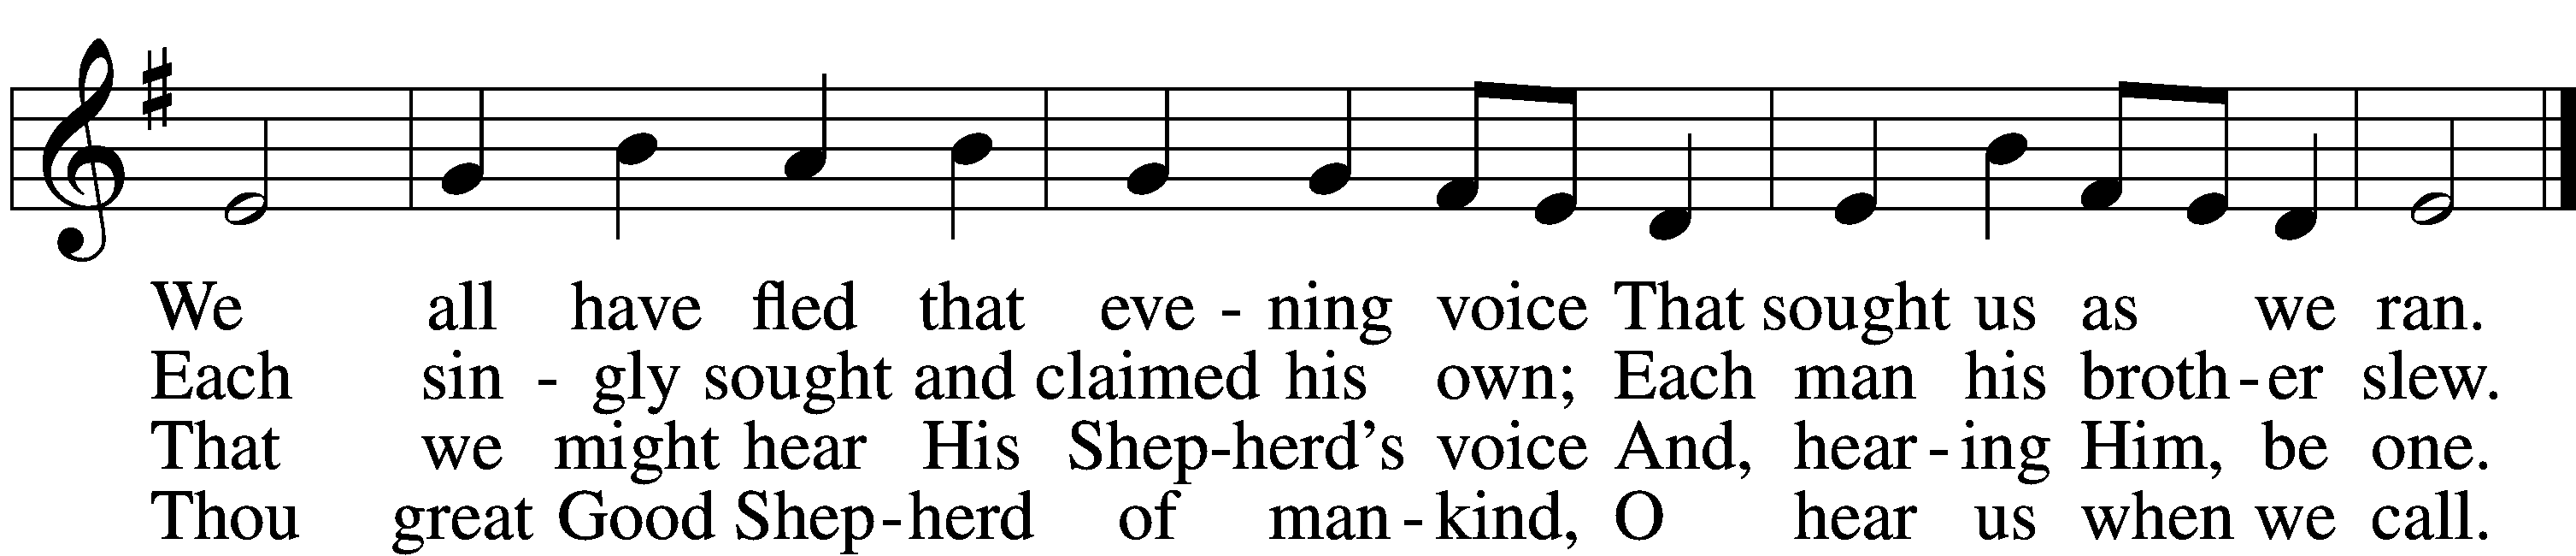 We all have fled that eve - ning voice That sought us as we ran.
Each sin - gly sought and claimed his own; Each man his broth - er slew.
That we might hear His Shep - herd's voice And, hear - ing Him, be one.
Thou great Good Shep - herd of man - kind, O hear us when we call.